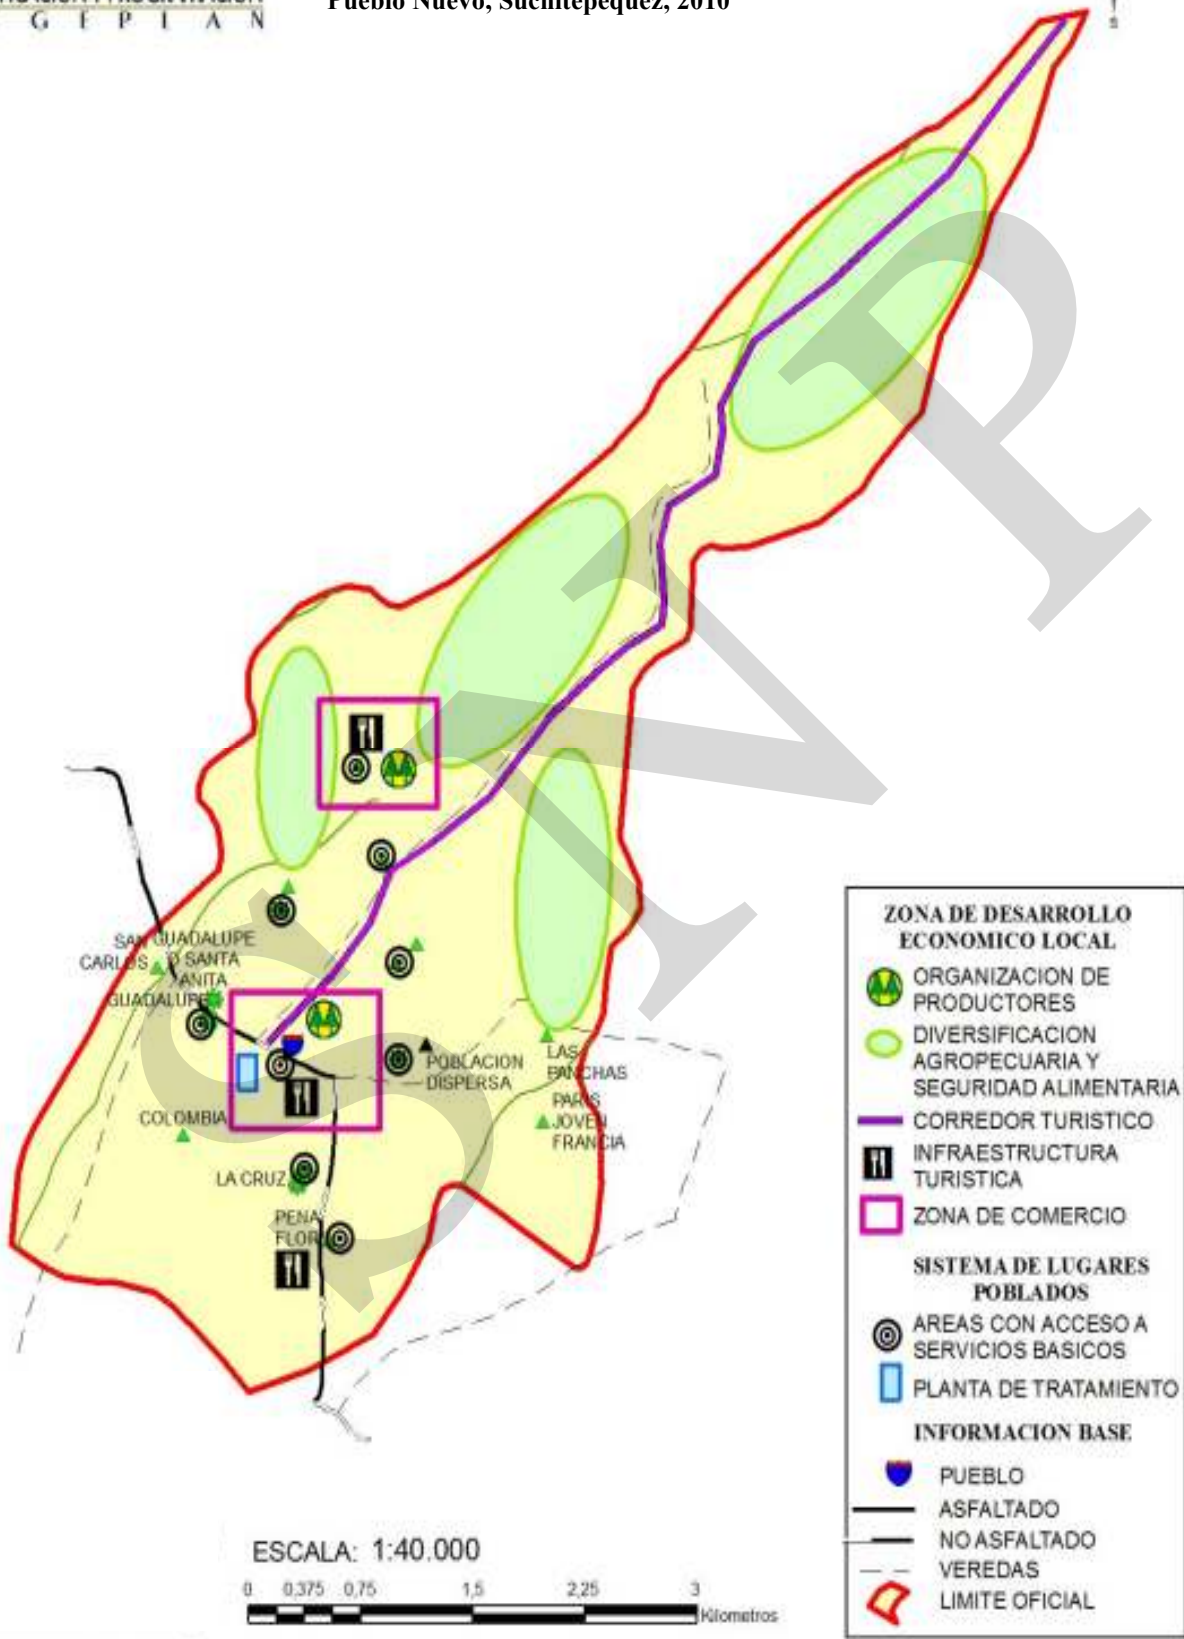 G E P L A N
Pueblo Nuevo, Suchitepéquez, 2010
SAN
CARLOS
GUADALUPE
O SANTA
ANITA
GUADALUPE
POBLACION
DISPERSA
LAS
PANCHAS
PARIS
JOVEN
FRANCIA
COLOMBIA
LA CRUZ
PENA
FLOR
ZONA DE DESARROLLO
ECONOMICO LOCAL
ORGANIZACION DE
PRODUCTORES
DIVERSIFICACION
AGROPECUARIA Y
SEGURIDAD ALIMENTARIA
CORREDOR TURISTICO
INFRAESTRUCTURA
TURISTICA
ZONA DE COMERCIO
SISTEMA DE LUGARES
POBLADOS
AREAS CON ACCESO A
SERVICIOS BASICOS
PLANTA DE TRATAMIENTO
INFORMACION BASE
PUEBLO
ASFALTADO
NO ASFALTADO
VEREDAS
LIMITE OFICIAL
ESCALA: 1:40.000
0 0,375 0,75 1,5 2,25 3
Kilometros
SNP